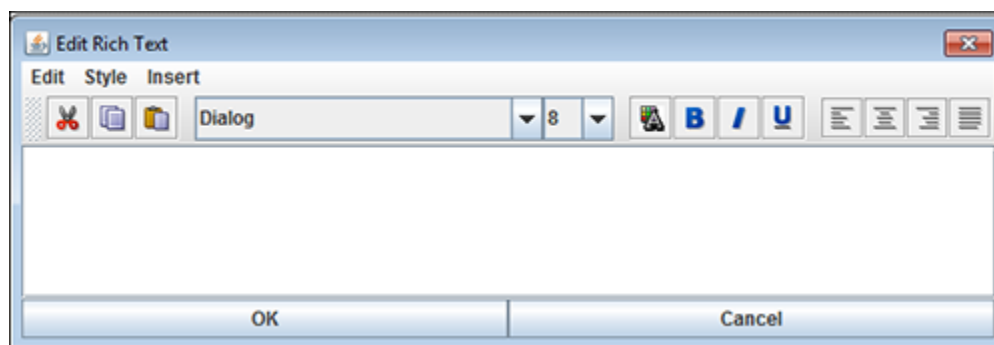 Edit Rich Text
Edit Style Insert
Dialog 8 A B I U
OK Cancel